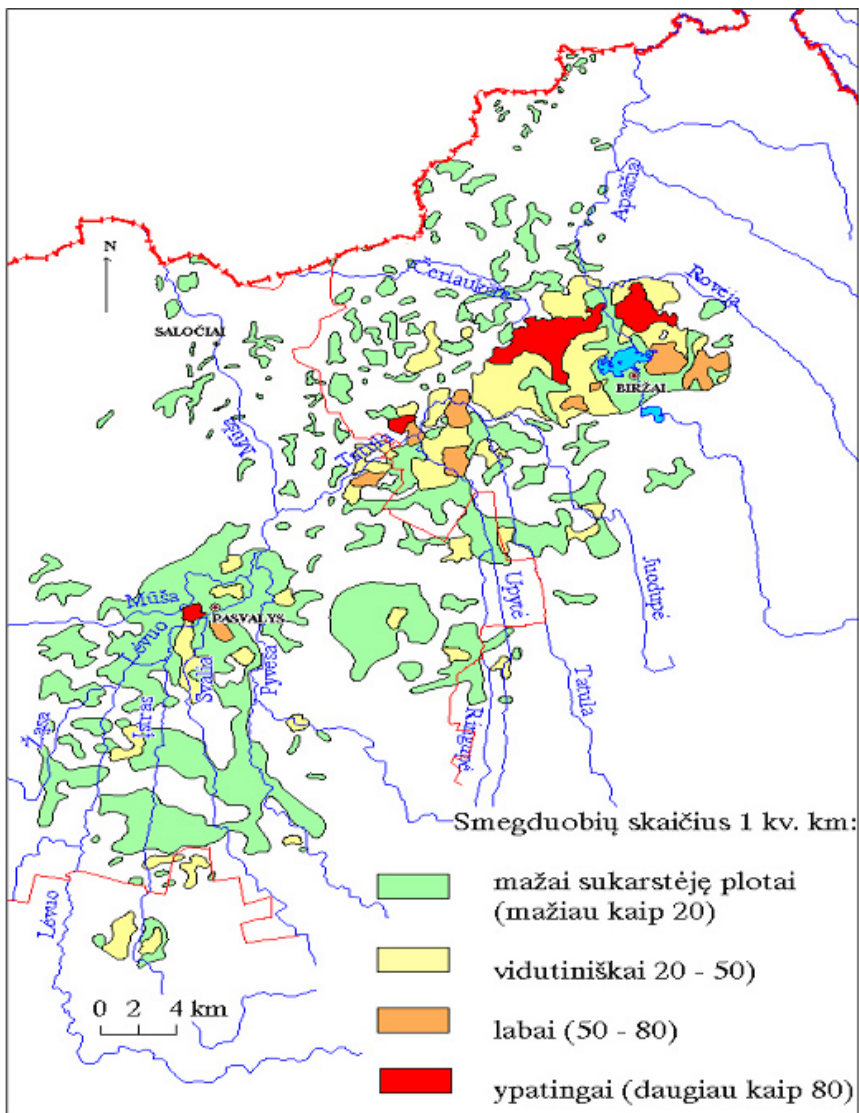 Apaščia
N
Čeriaukštė
Rovėja
SALOČIAI
BIRŽAI
Mūša
Tatula
Juodupė
Upytė
Mūša
PASVALYS
Lėvuo
Svalia
Pyvesa
Įstras
Tatula
Žąsa
Ringupė
Smegduobių skaičius 1 kv. km:
mažai sukarstėję plotai
(mažiau kaip 20)
Lėvuo
vidutiniškai 20 - 50)
0 2 4 km
labai (50 - 80)
ypatingai (daugiau kaip 80)